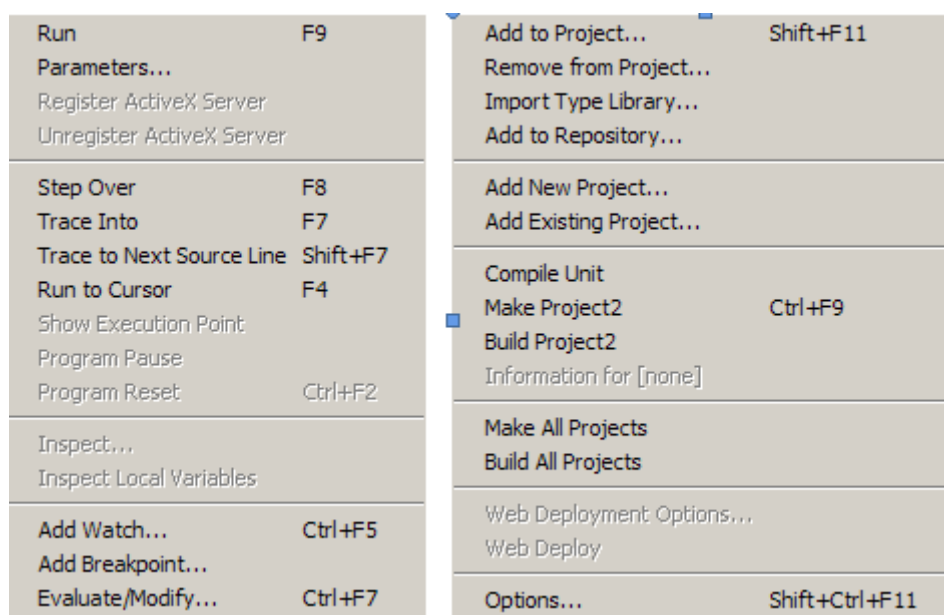 Run F9
Parameters...
Register ActiveX Server
Unregister ActiveX Server
Step Over F8
Trace Into F7
Trace to Next Source Line Shift+F7
Run to Cursor F4
Show Execution Point
Program Pause
Program Reset Ctrl+F2
Inspect...
Inspect Local Variables
Add Watch... Ctrl+F5
Add Breakpoint...
Evaluate/Modify... Ctrl+F7
Add to Project... Shift+F11
Remove from Project...
Import Type Library...
Add to Repository...
Add New Project...
Add Existing Project...
Compile Unit
Make Project2 Ctrl+F9
Build Project2
Information for [none]
Make All Projects
Build All Projects
Web Deployment Options...
Web Deploy
Options... Shift+Ctrl+F11